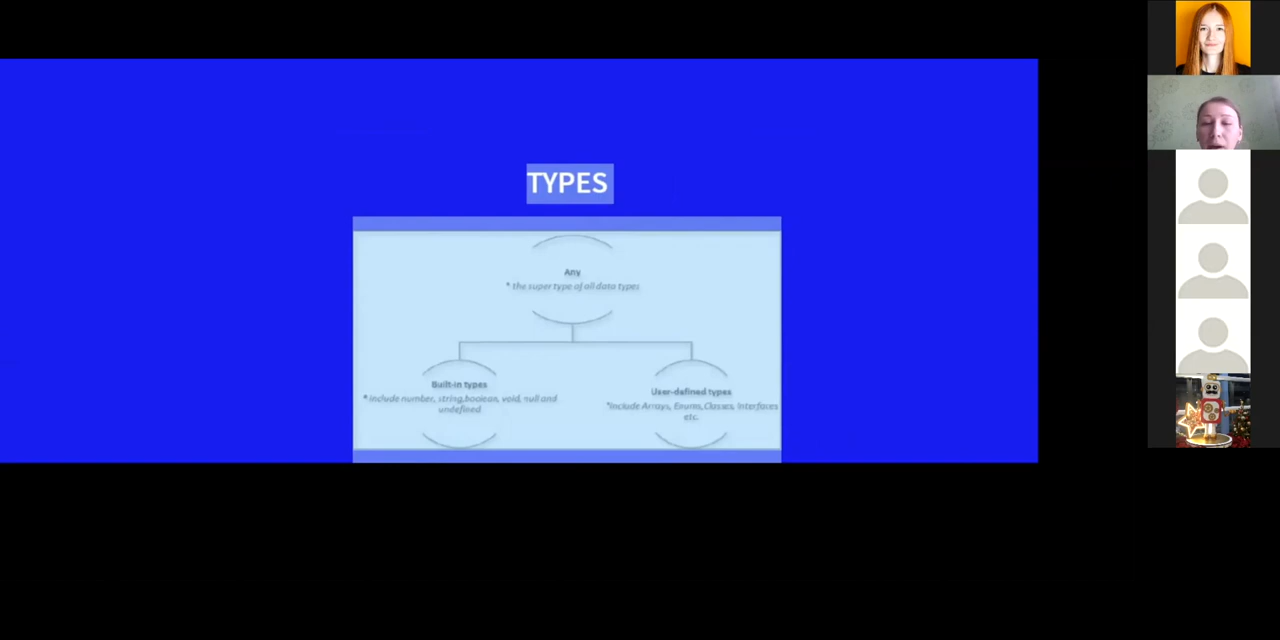 TYPES
Any
* the super type of all data types
Built-in types
* include number, string,boolean, void, null and
undefined
User-defined types
*include Arrays, Enums,Classes, Interfaces
etc.